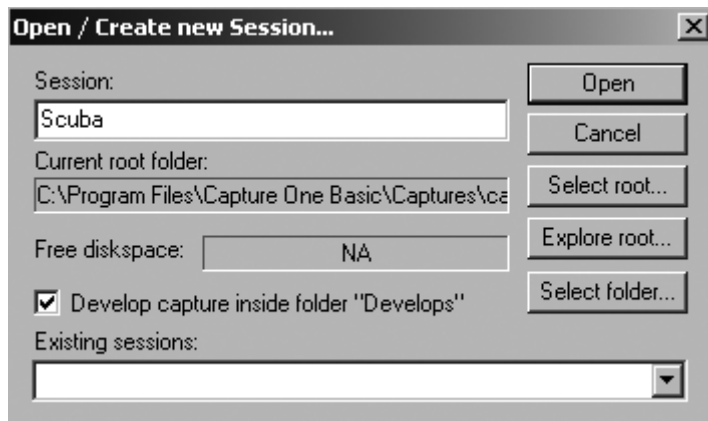 Open / Create new Session...
Session:
Open
Scuba
Cancel
Current root folder:
C:\Program Files\Capture One Basic\Captures\ca
Select root...
Free diskspace:
NA
Explore root...
Develop capture inside folder "Develops"
Select folder...
Existing sessions: